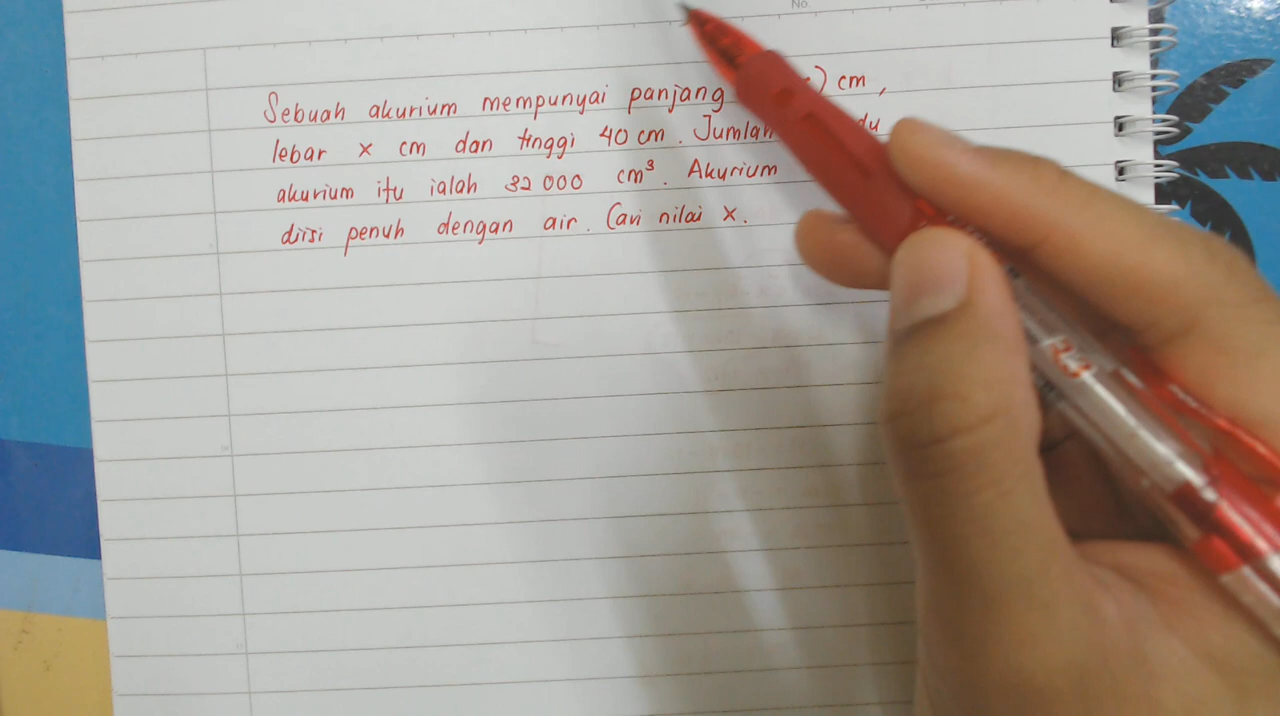 No.
Sebuah akurium mempunyai panjang ) cm,
lebar x cm dan tinggi 40 cm. Jumlah
akurium itu ialah 32 000 cm³. Akurium
diisi penuh dengan air. Cari nilai x.